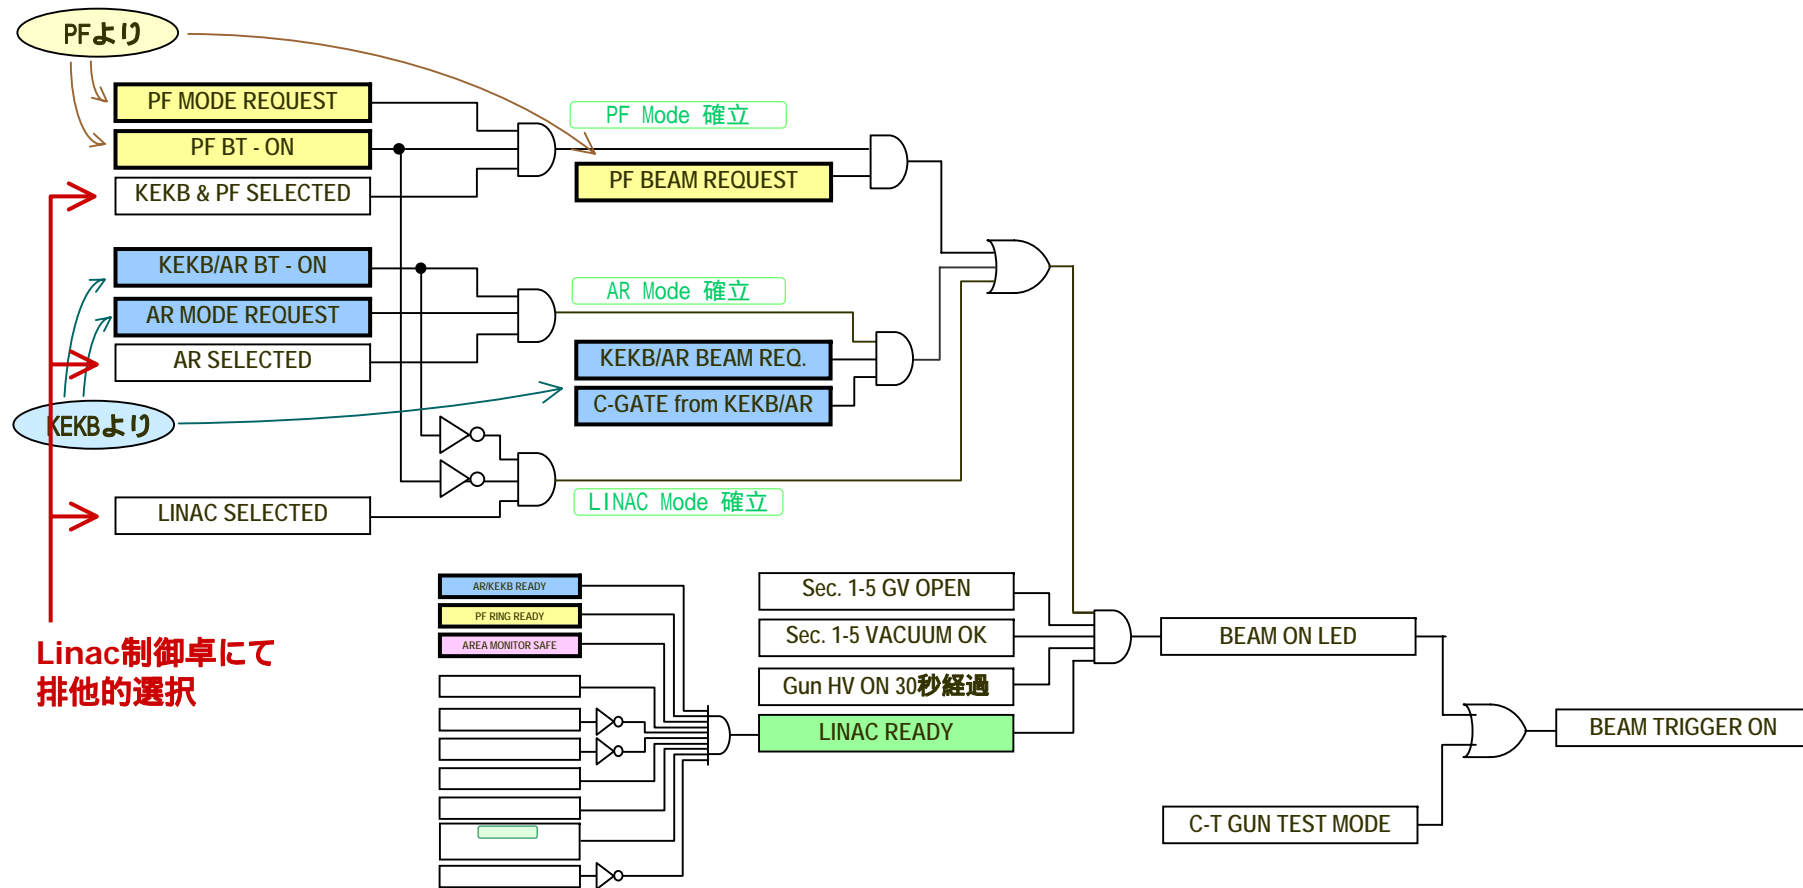 PFより
PF MODE REQUEST
PF BT - ON
KEKB & PF SELECTED
PF Mode 確立
PF BEAM REQUEST
KEKB/AR BT - ON
AR MODE REQUEST
AR SELECTED
AR Mode 確立
KEKB/AR BEAM REQ.
C-GATE from KEKB/AR
KEKBより
LINAC SELECTED
LINAC Mode 確立
Linac制御卓にて
排他的選択
AR/KEKB READY
PF RING READY
AREA MONITOR SAFE
Sec. 1-5 GV OPEN
Sec. 1-5 VACUUM OK
Gun HV ON 30秒経過
LINAC READY
BEAM ON LED
C-T GUN TEST MODE
BEAM TRIGGER ON